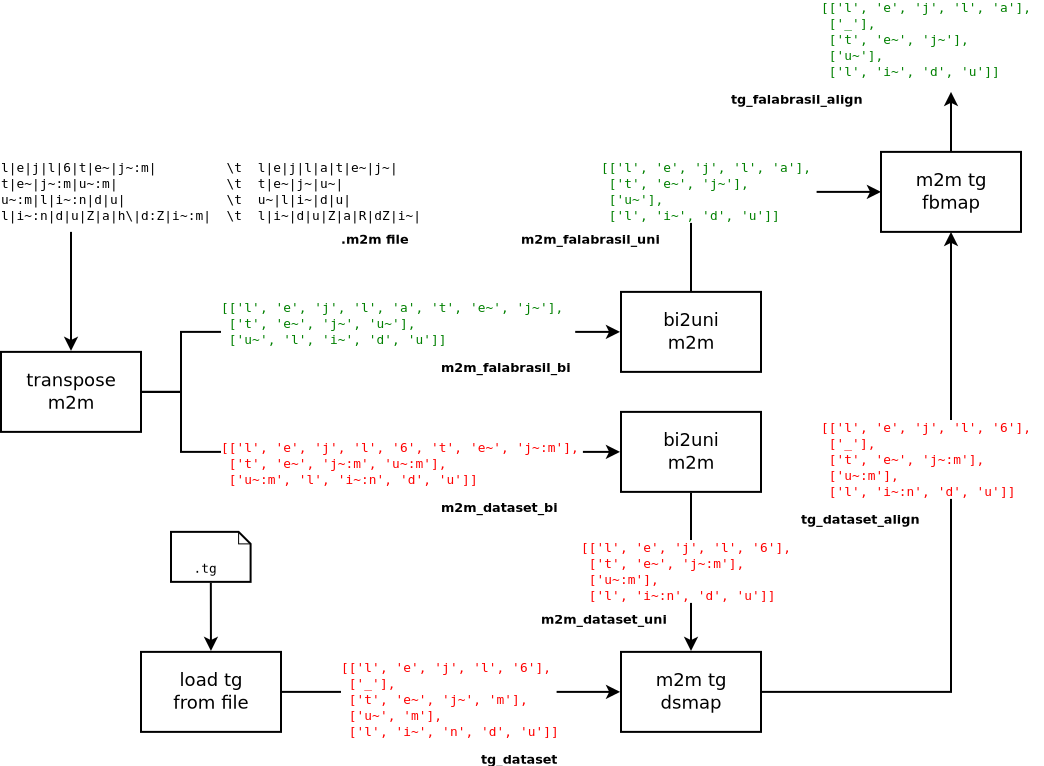 [['l', 'e', 'j', 'l', 'a'],
['_'],
['t', 'e~', 'j~'],
['u~'],
['l', 'i~', 'd', 'u']]
tg_falabrasil_align
l|e|j|l|6|t|e~|j~:m|         \t  l|e|j|l|a|t|e~|j~|
t|e~|j~:m|u~:m|              \t  t|e~|j~|u~|
u~:m|l|i~:n|d|u|             \t  u~|l|i~|d|u|
l|i~:n|d|u|Z|a|h\|d:Z|i~:m|  \t  l|i~|d|u|Z|a|R|dZ|i~|
.m2m file
[['l', 'e', 'j', 'l', 'a'],
['t', 'e~', 'j~'],
['u~'],
['l', 'i~', 'd', 'u']]
m2m_falabrasil_uni
m2m tg
fbmap
[['l', 'e', 'j', 'l', 'a', 't', 'e~', 'j~'],
['t', 'e~', 'j~', 'u~'],
['u~', 'l', 'i~', 'd', 'u']]
m2m_falabrasil_bi
bi2uni
m2m
transpose
m2m
[['l', 'e', 'j', 'l', '6', 't', 'e~', 'j~:m'],
['t', 'e~', 'j~:m', 'u~:m'],
['u~:m', 'l', 'i~:n', 'd', 'u']]
m2m_dataset_bi
bi2uni
m2m
[['l', 'e', 'j', 'l', '6'],
['_'],
['t', 'e~', 'j~:m'],
['u~:m'],
['l', 'i~:n', 'd', 'u']]
tg_dataset_align
[['l', 'e', 'j', 'l', '6'],
['t', 'e~', 'j~:m'],
['u~:m'],
['l', 'i~:n', 'd', 'u']]
m2m_dataset_uni
.tg
load tg
from file
[['l', 'e', 'j', 'l', '6'],
['_'],
['t', 'e~', 'j~', 'm'],
['u~', 'm'],
['l', 'i~', 'n', 'd', 'u']]
tg_dataset
m2m tg
dsmap